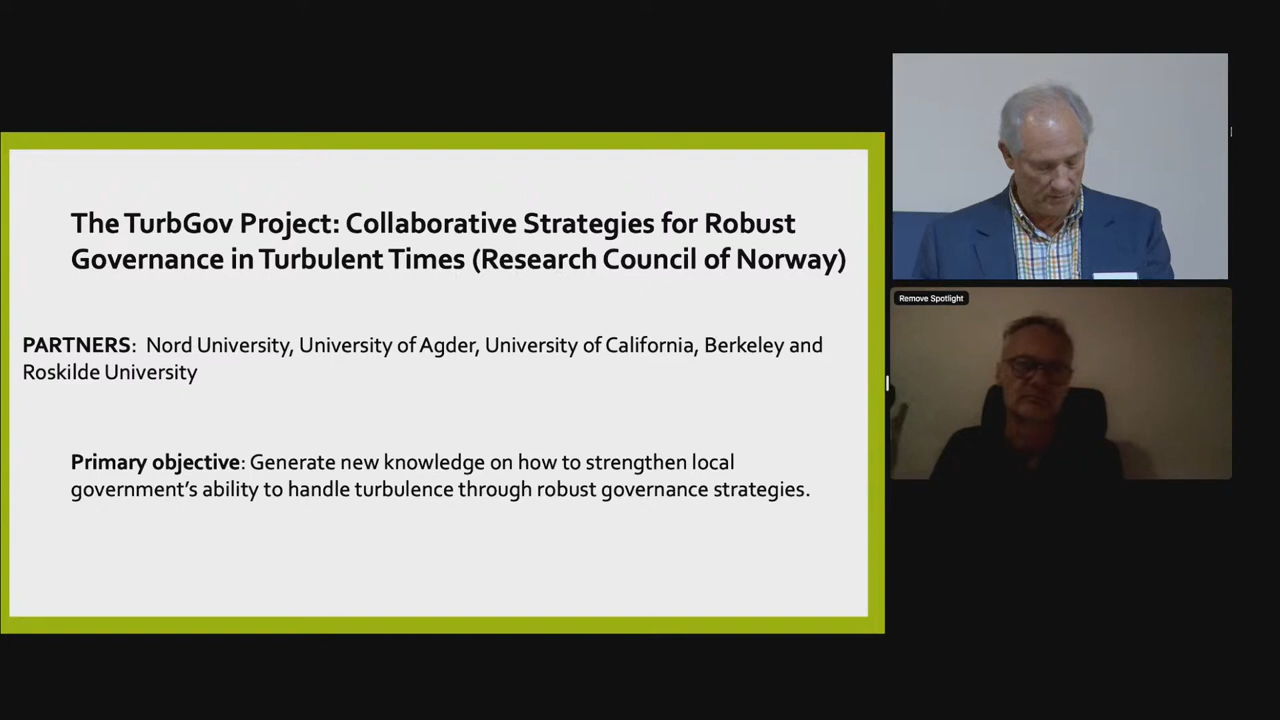 The TurbGov Project: Collaborative Strategies for Robust
Governance in Turbulent Times (Research Council of Norway)
PARTNERS:  Nord University, University of Agder, University of California, Berkeley and
Roskilde University
Primary objective: Generate new knowledge on how to strengthen local
government's ability to handle turbulence through robust governance strategies.
Remove Spotlight